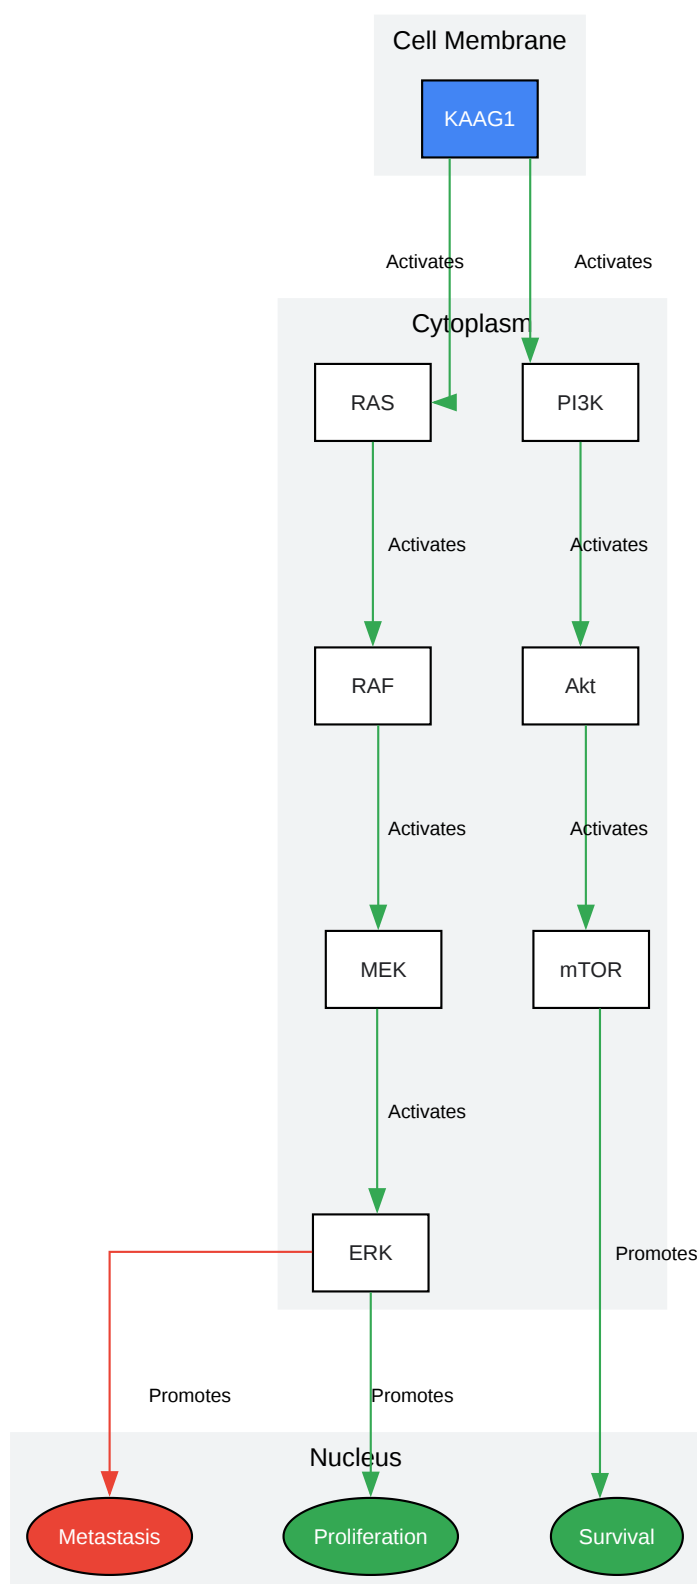 Cell Membrane
KAAG1
Activates
Activates
Cytoplasm
RAS
PI3K
Activates
Activates
RAF
Akt
Activates
Activates
MEK
mTOR
Activates
ERK
Promotes
Promotes
Promotes
Nucleus
Metastasis
Proliferation
Survival